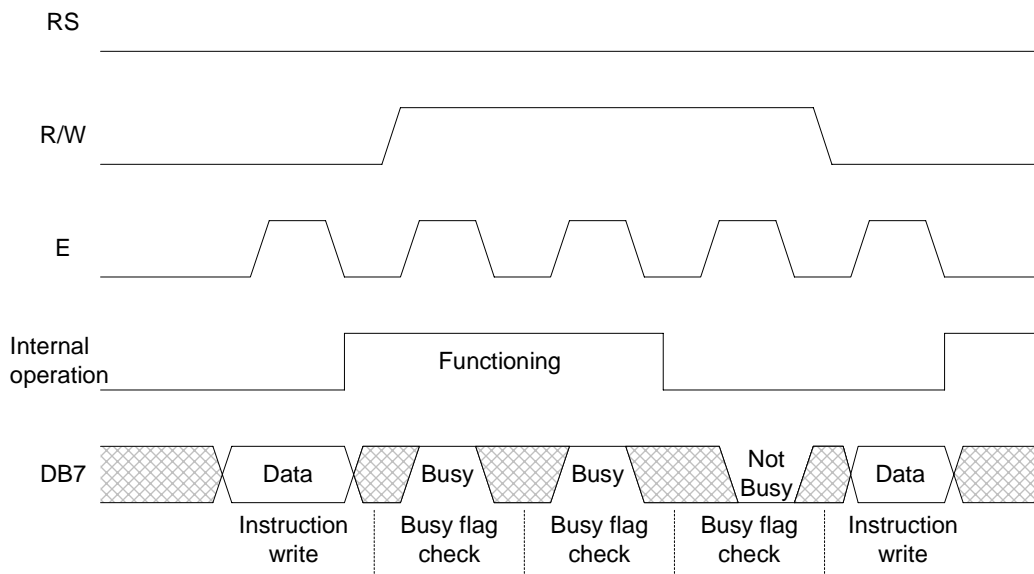 RS
R/W
E
Internal
operation
Functioning
DB7
Data
Busy
Busy
Not
Busy
Data
Instruction
write
Busy flag
check
Busy flag
check
Busy flag
check
Instruction
write